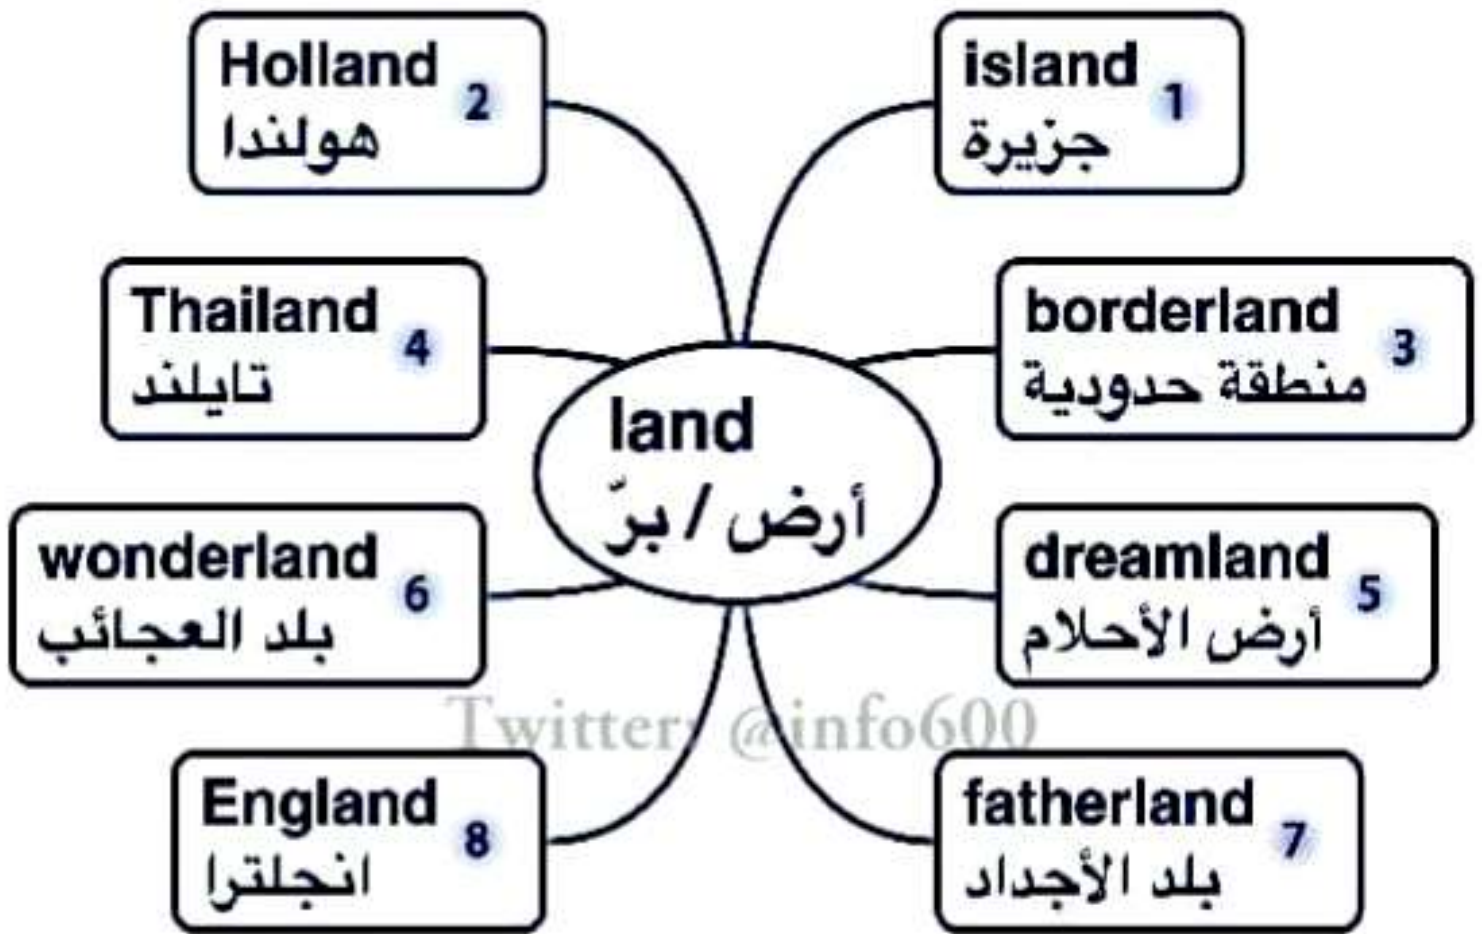 Holland
هولندا
2
island
جزيرة
1
Thailand
تايلند
4
borderland
منطقة حدودية
3
land
أرض / برّ
wonderland
بلد العجائب
6
dreamland
أرض الأحلام
5
Twitter: @info600
England
انجلترا
8
fatherland
بلد الأجداد
7